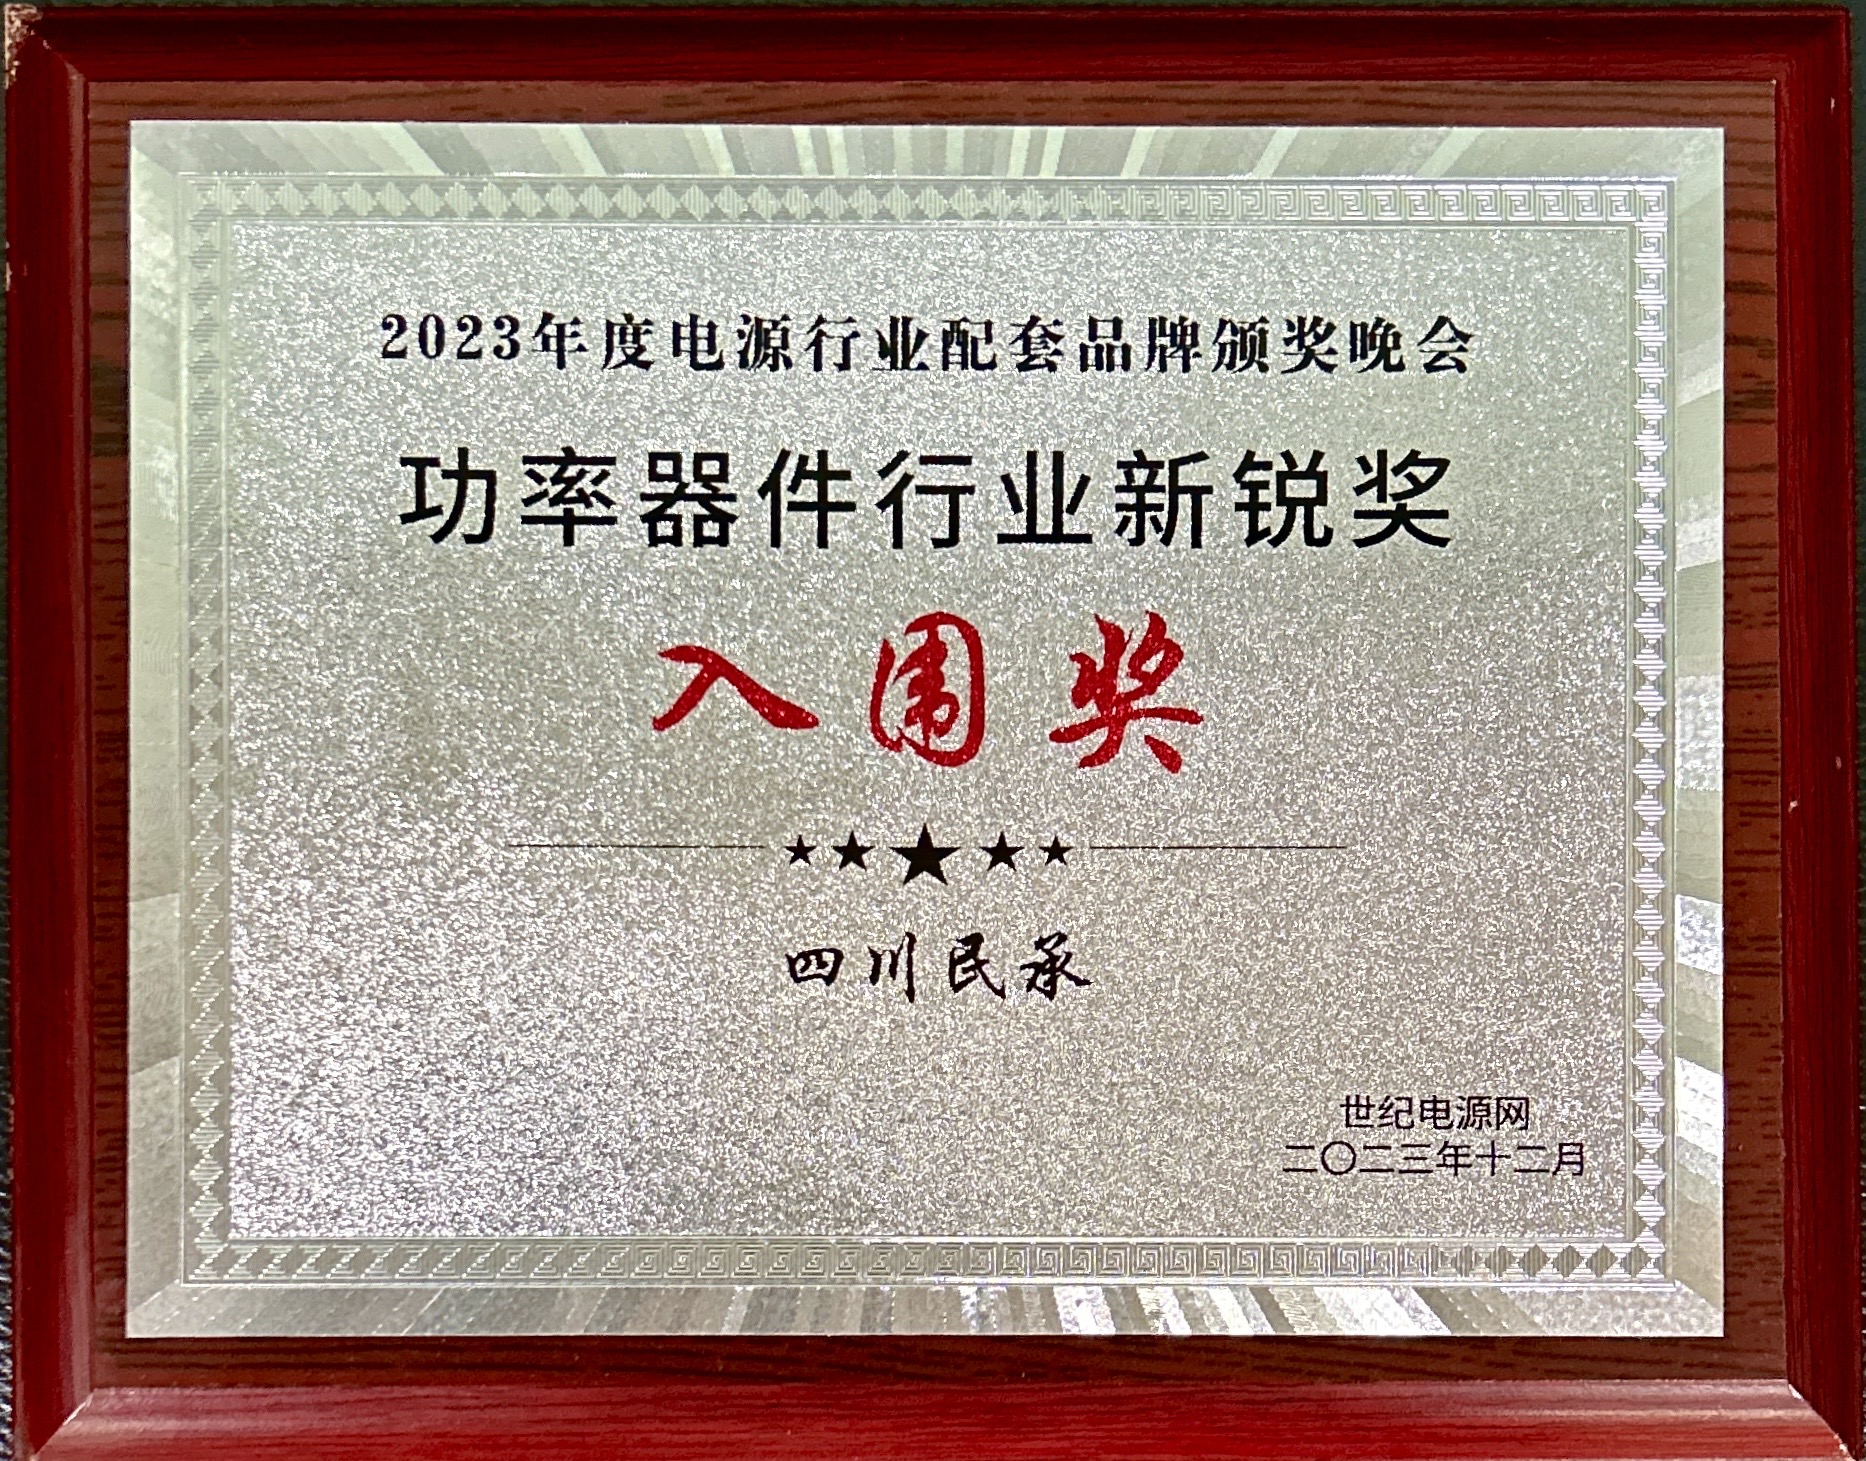 2023年度电源行业配套品牌颁奖晚会
功率器件行业新锐奖
入围奖
四川民承
世纪电源网
二〇二三年十二月